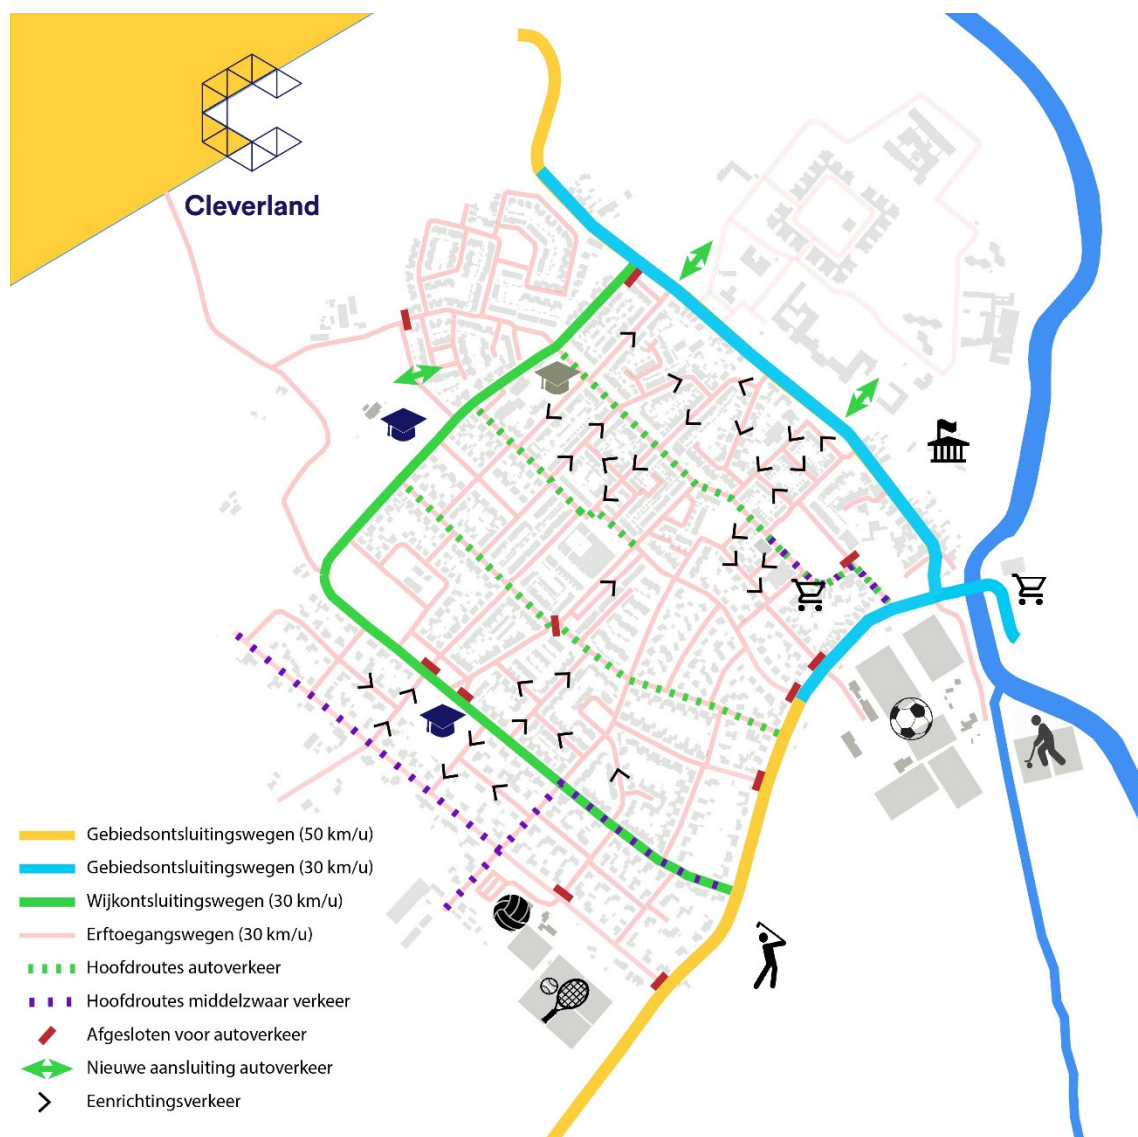 Cleverland
Gebiedsontsluitingswegen (50 km/u)
Gebiedsontsluitingswegen (30 km/u)
Wijkontsluitingswegen (30 km/u)
Erftoegangswegen (30 km/u)
Hoofdroutes autoverkeer
Hoofdroutes middelzwaar verkeer
Afgesloten voor autoverkeer
Nieuwe aansluiting autoverkeer
Eenrichtingsverkeer